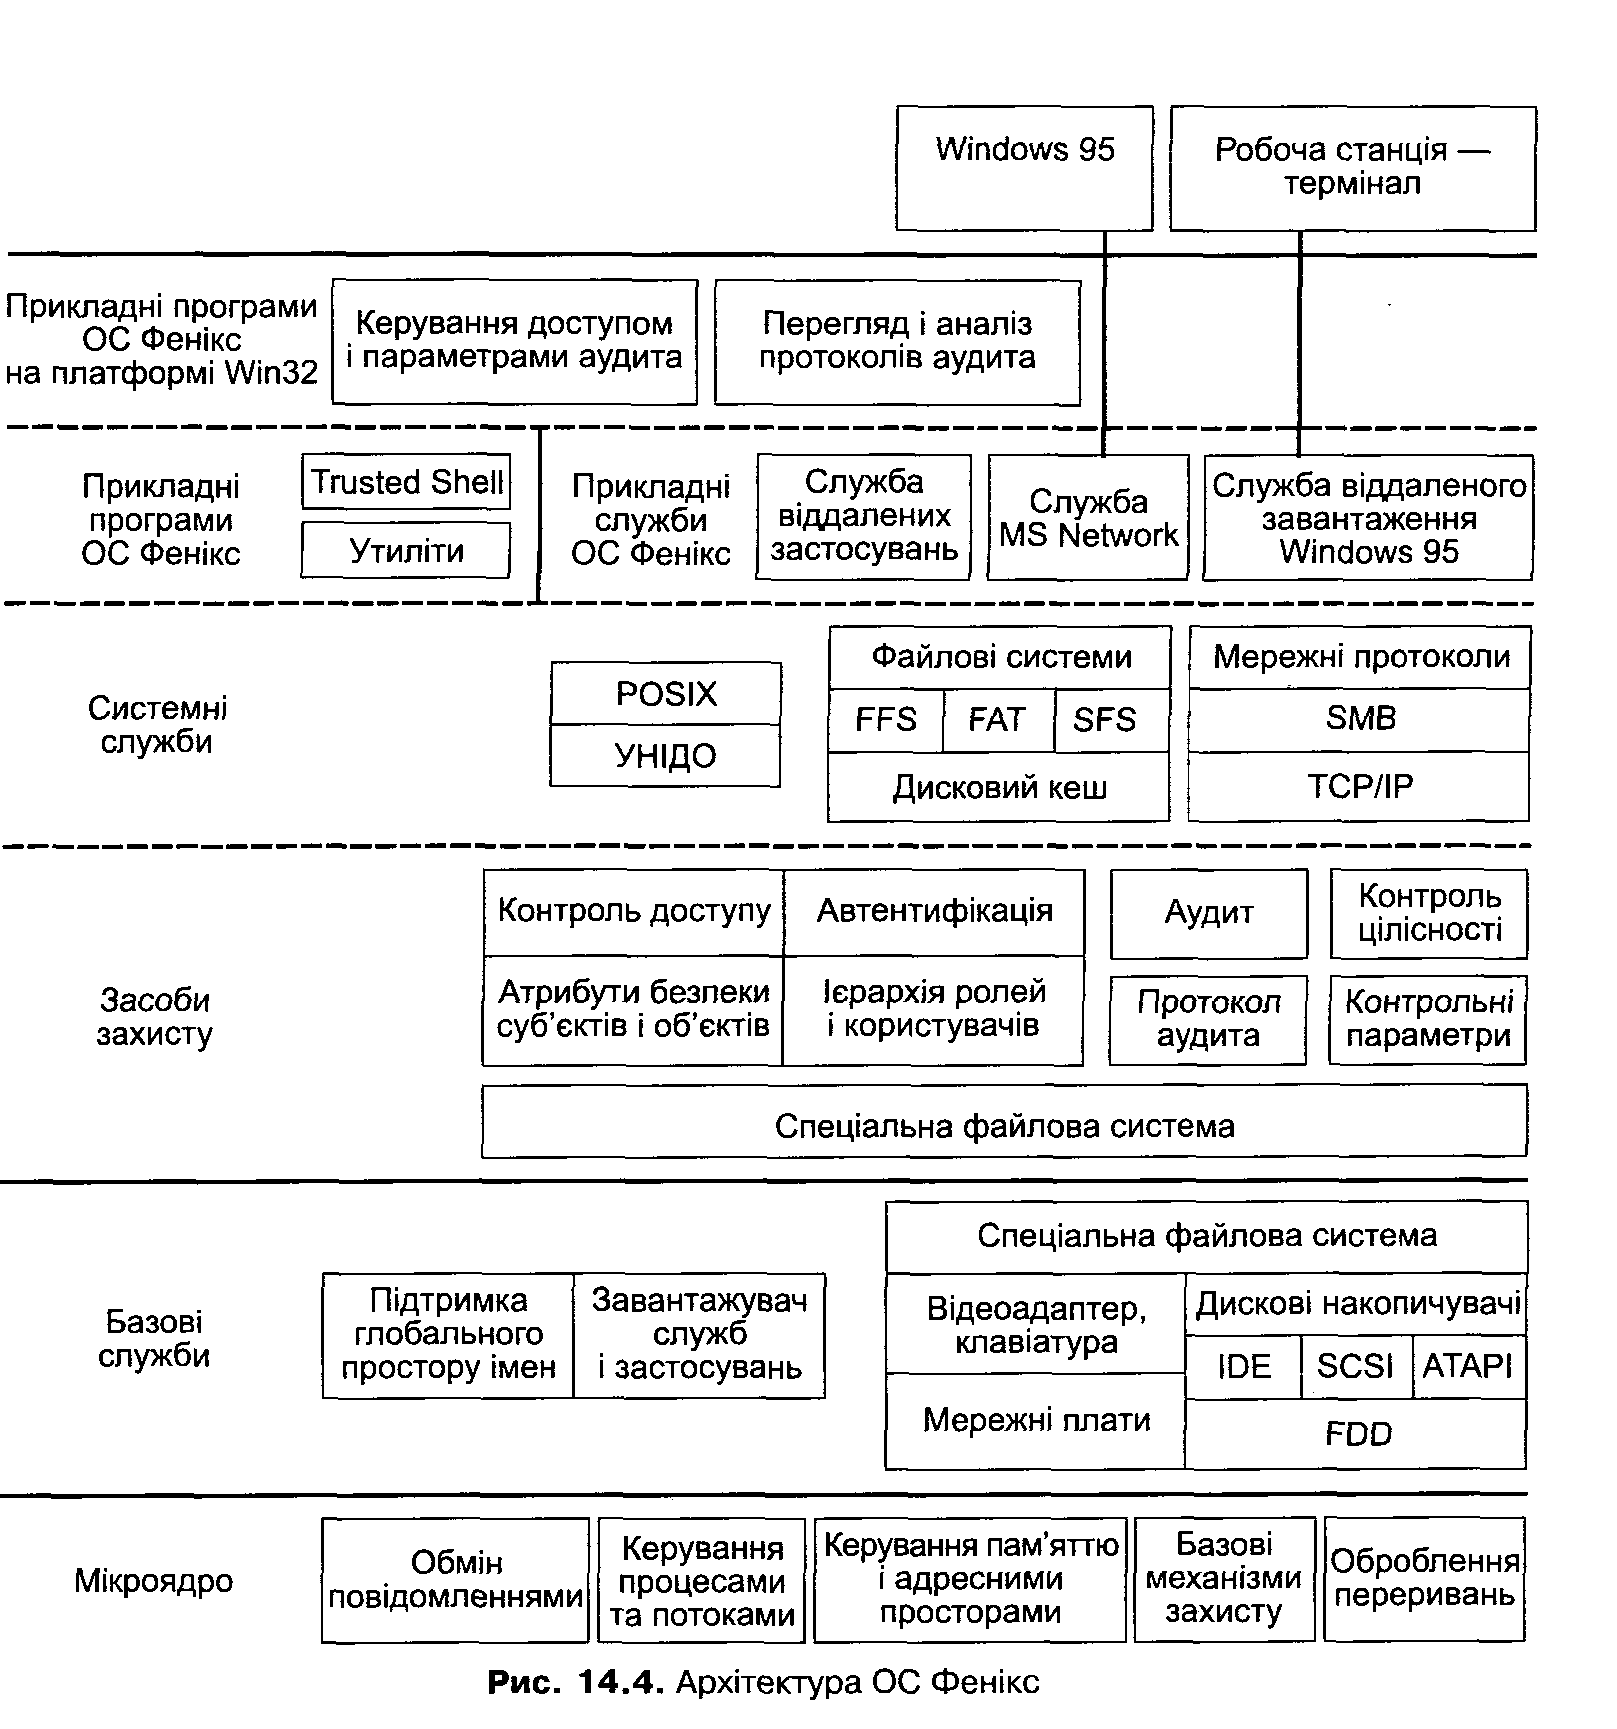 Windows 95
Робоча станція —
термінал
Прикладні програми
ОС Фенікс
на платформі Win32
Керування доступом
і параметрами аудита
Перегляд і аналіз
протоколів аудита
Прикладні
програми
ОС Фенікс
Trusted Shell
Утиліти
Прикладні
служби
ОС Фенікс
Служба
віддалених
застосувань
Служба
MS Network
Служба віддаленого
завантаження
Windows 95
Системні
служби
POSIX
УНІДО
Файлові системи
FFS
FAT
SFS
Дисковий кеш
Мережні протоколи
SMB
TCP/IP
Засоби
захисту
Контроль доступу
Автентифікація
Аудит
Контроль
цілісності
Атрибути безпеки
суб'єктів і об'єктів
Ієрархія ролей
і користувачів
Протокол
аудита
Контрольні
параметри
Спеціальна файлова система
Базові
служби
Підтримка
глобального
простору імен
Завантажувач
служб
і застосувань
Спеціальна файлова система
Відеоадаптер,
клавіатура
Мережні плати
Дискові накопичувачі
IDE
SCSI
ATAPI
FDD
Мікроядро
Обмін
повідомленнями
Керування
процесами
та потоками
Керування пам'яттю
і адресними
просторами
Базові
механізми
захисту
Оброблення
переривань
Рис. 14.4. Архітектура ОС Фенікс